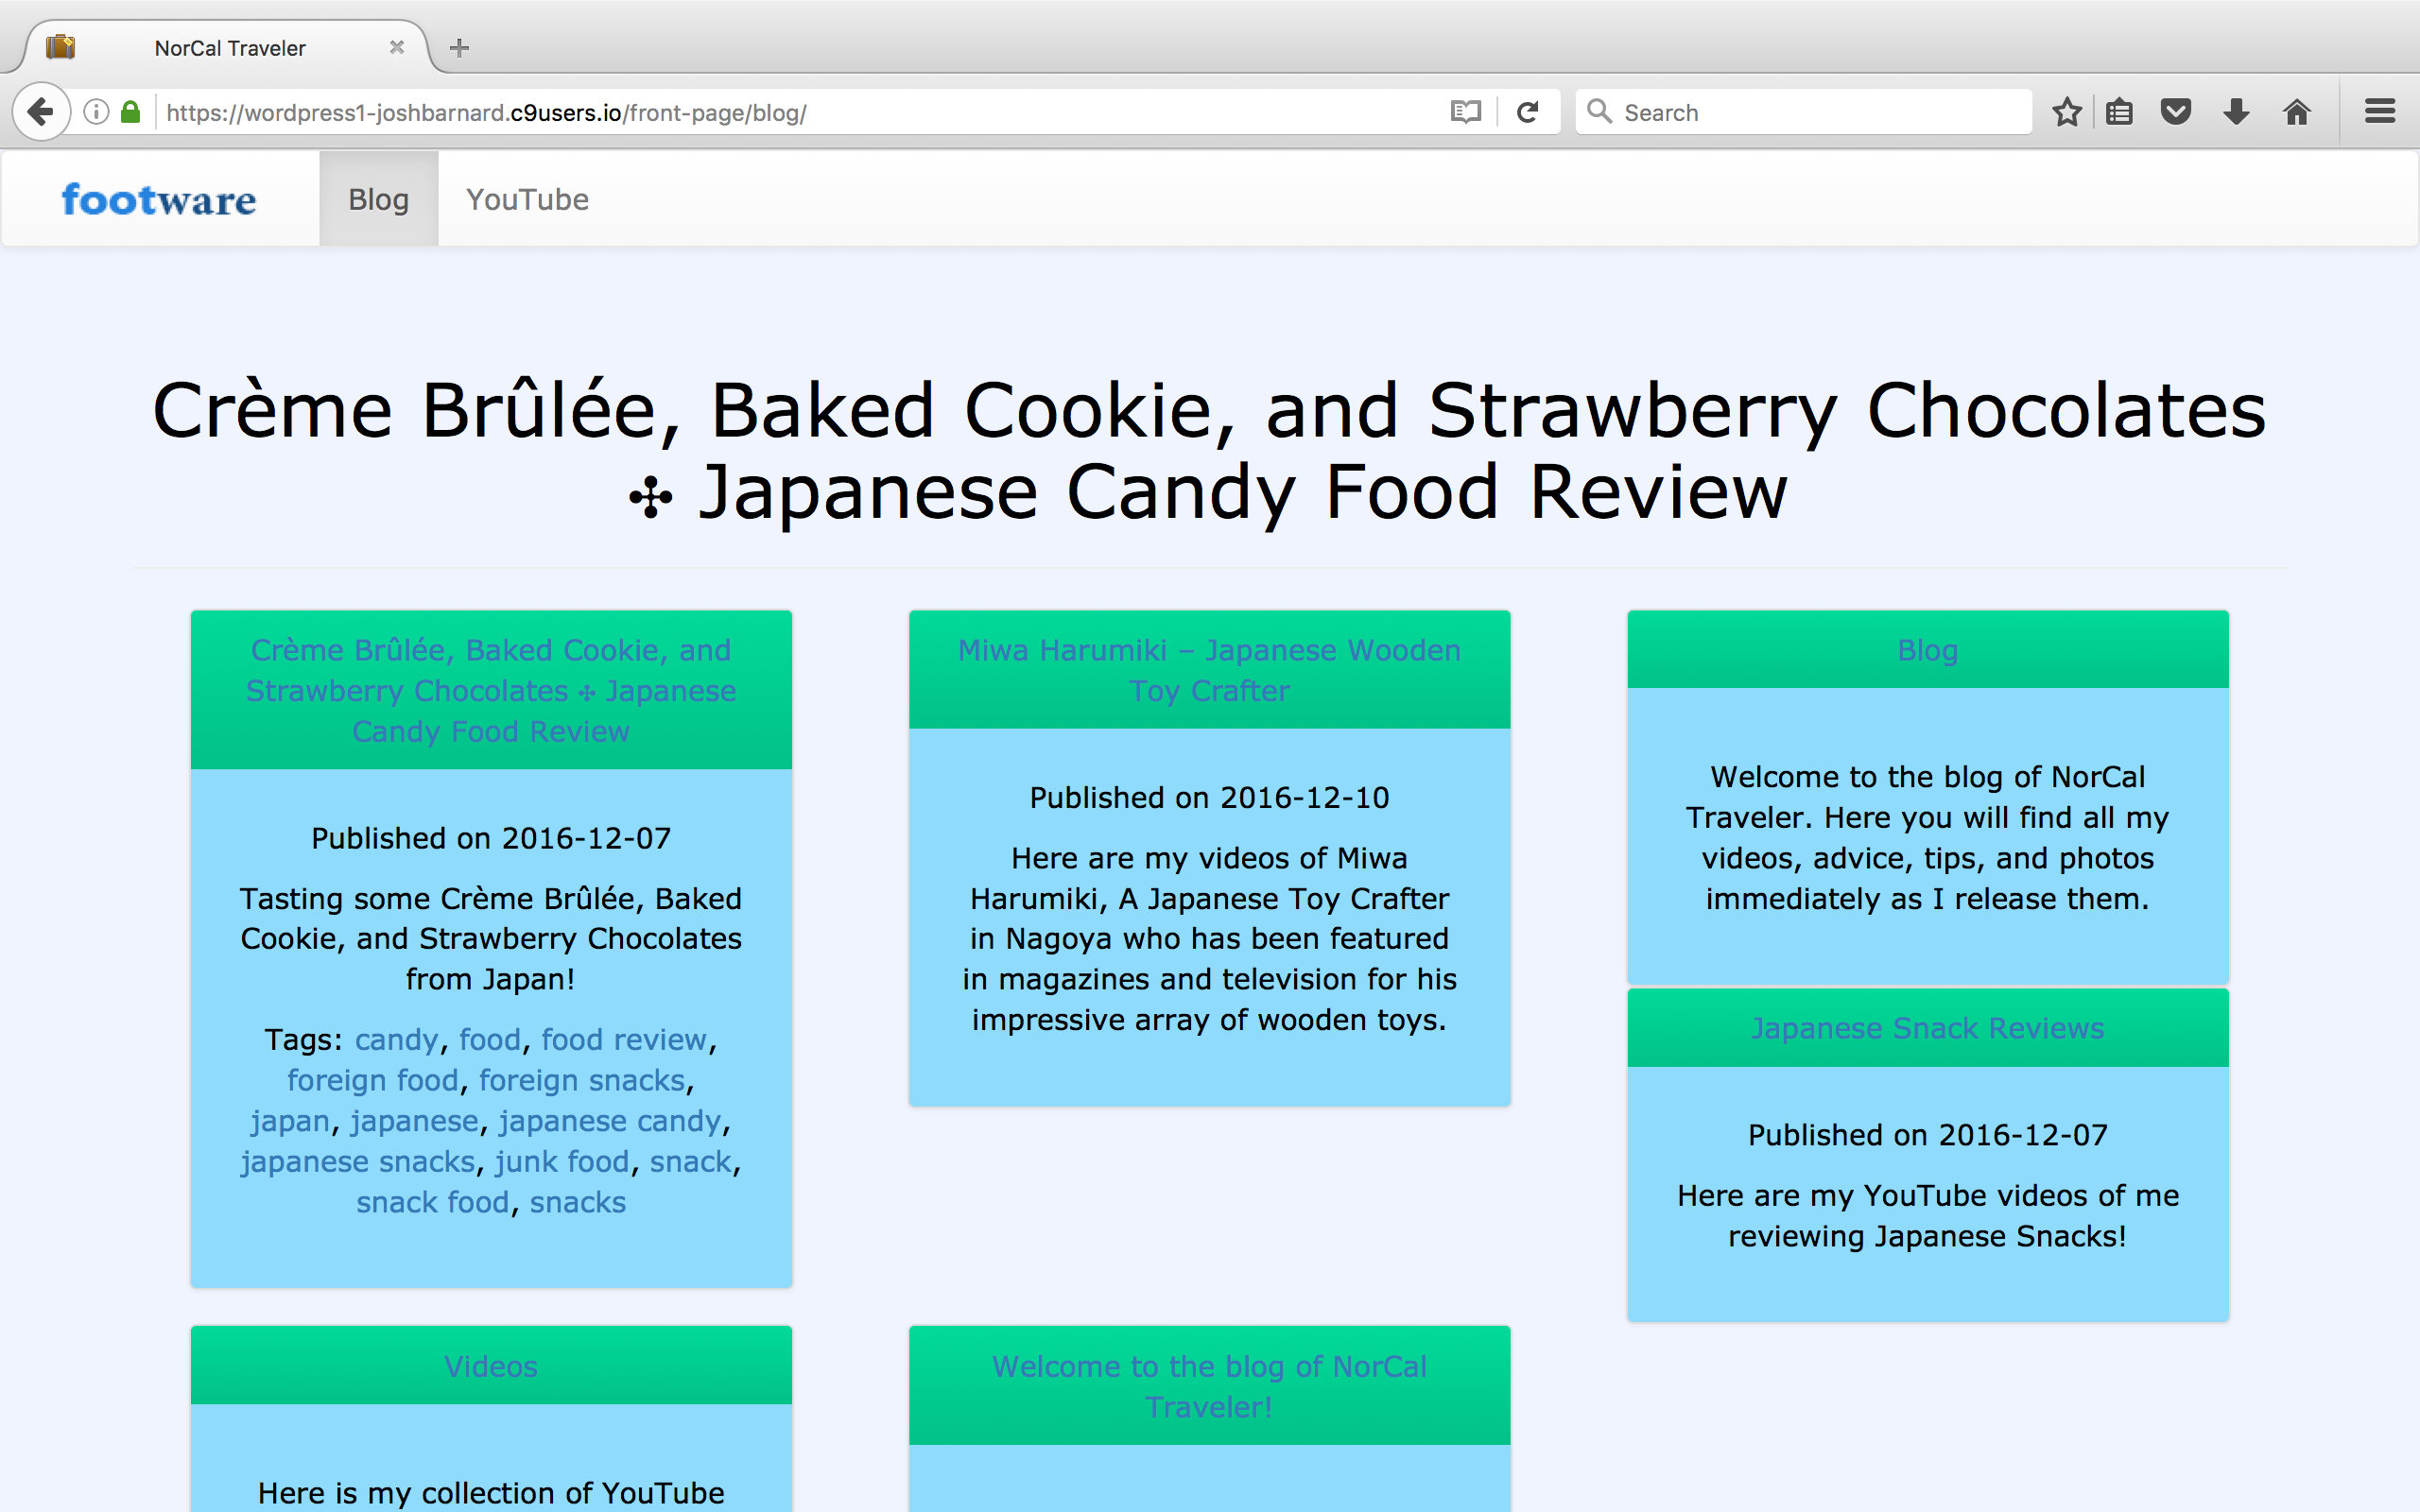 NorCal Traveler
https://wordpress1-joshbarnard.c9users.io/front-page/blog/
Search
footware
Blog
YouTube
Crème Brûlée, Baked Cookie, and Strawberry Chocolates
✣ Japanese Candy Food Review
Crème Brûlée, Baked Cookie, and
Strawberry Chocolates ✣ Japanese
Candy Food Review
Published on 2016-12-07
Tasting some Crème Brûlée, Baked
Cookie, and Strawberry Chocolates
from Japan!
Tags: candy, food, food review,
foreign food, foreign snacks,
japan, japanese, japanese candy,
japanese snacks, junk food, snack,
snack food, snacks
Miwa Harumiki – Japanese Wooden
Toy Crafter
Published on 2016-12-10
Here are my videos of Miwa
Harumiki, A Japanese Toy Crafter
in Nagoya who has been featured
in magazines and television for his
impressive array of wooden toys.
Blog
Welcome to the blog of NorCal
Traveler. Here you will find all my
videos, advice, tips, and photos
immediately as I release them.
Japanese Snack Reviews
Published on 2016-12-07
Here are my YouTube videos of me
reviewing Japanese Snacks!
Videos
Here is my collection of YouTube
Welcome to the blog of NorCal
Traveler!